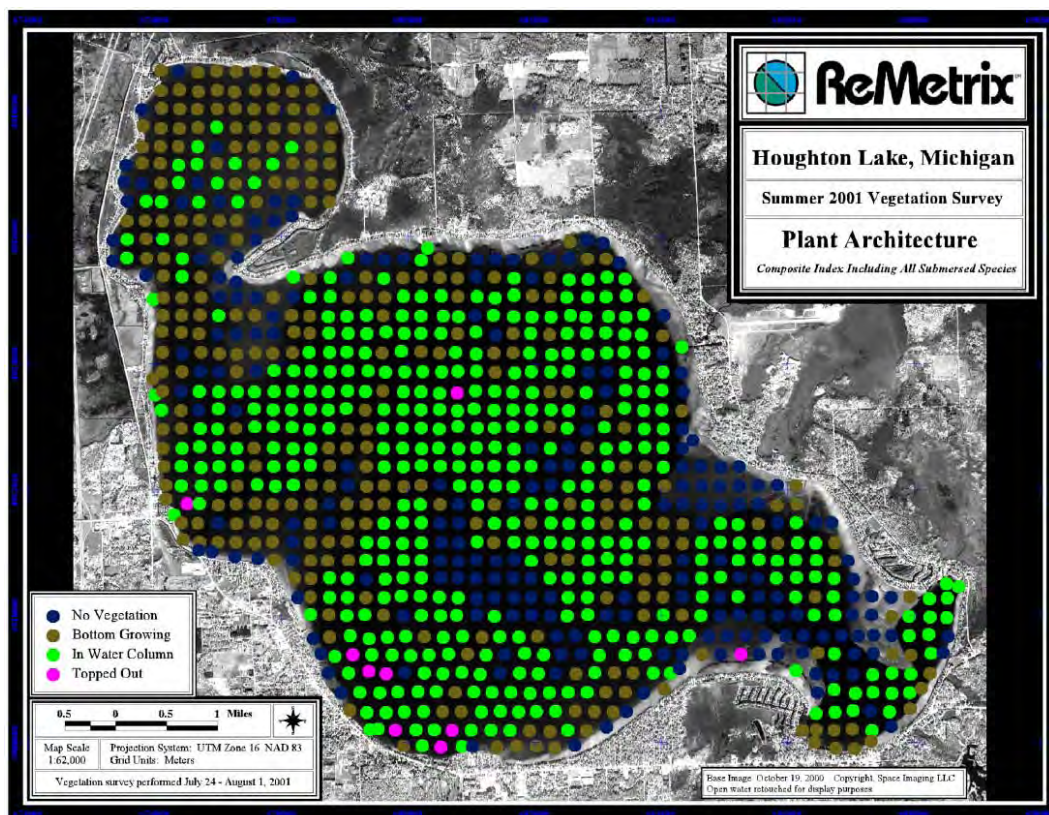 ReMetrix
Houghton Lake, Michigan
Summer 2001 Vegetation Survey
Plant Architecture
Composite Index Including All Submersed Species
No Vegetation
Bottom Growing
In Water Column
Topped Out
0.5 0 0.5 1 Miles
Map Scale
1:62,000
Projection System: UTM Zone 16 NAD 83
Grid Units: Meters
Vegetation survey performed July 24 - August 1, 2001
Base Image October 19, 2000 Copyright, Space Imaging LLC
Open water retouched for display purposes